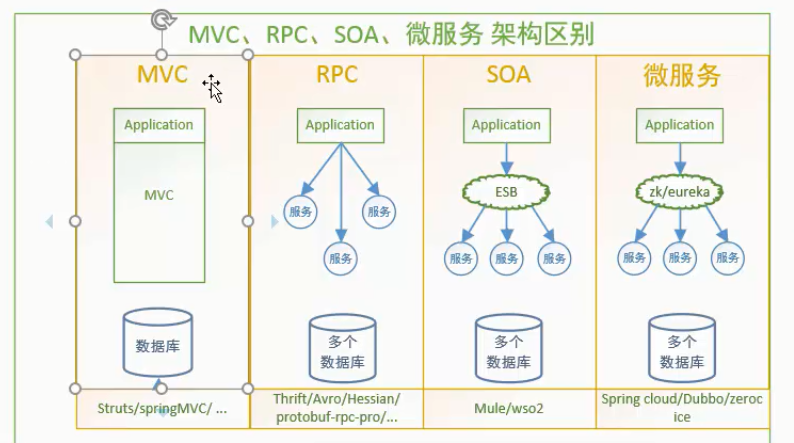 MVC、RPC、SOA、微服务 架构区别
MVC
RPC
SOA
微服务
Application
Application
Application
Application
MVC
ESB
zk/eureka
服务
服务
服务
服务
服务
服务
服务
服务
服务
数据库
多个
数据库
多个
数据库
多个
数据库
Struts/springMVC/ ...
Thrift/Avro/Hessian/
protobuf-rpc-pro/...
Mule/wso2
Spring cloud/Dubbo/zeroc
ice